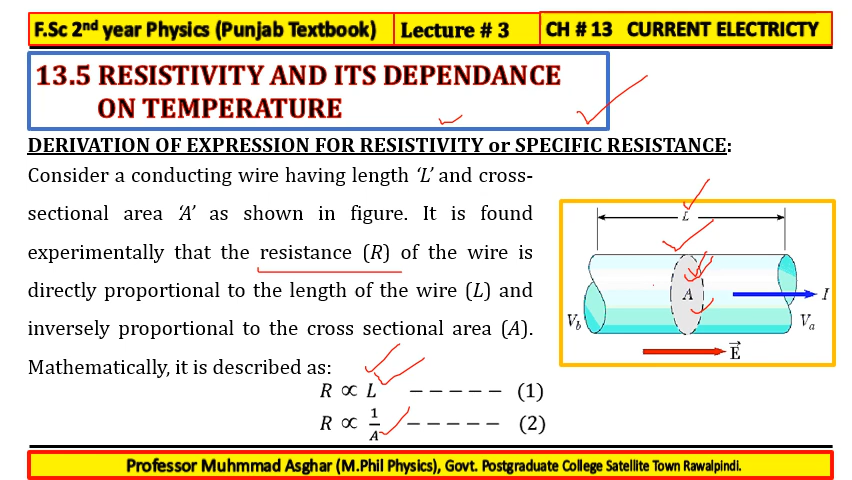 F.Sc 2nd year Physics (Punjab Textbook) Lecture # 3 CH # 13 CURRENT ELECTRICTY
13.5 RESISTIVITY AND ITS DEPENDANCE
ON TEMPERATURE
DERIVATION OF EXPRESSION FOR RESISTIVITY or SPECIFIC RESISTANCE:
Consider a conducting wire having length ‘L’ and cross-
sectional area ‘A’ as shown in figure. It is found
experimentally that the resistance (R) of the wire is
directly proportional to the length of the wire (L) and
inversely proportional to the cross sectional area (A).
Mathematically, it is described as:
R ∝ L ----- (1)
R ∝ 1/A ----- (2)
L
A
I
Vb
Va
E⃗
Professor Muhmmad Asghar (M.Phil Physics), Govt. Postgraduate College Satellite Town Rawalpindi.